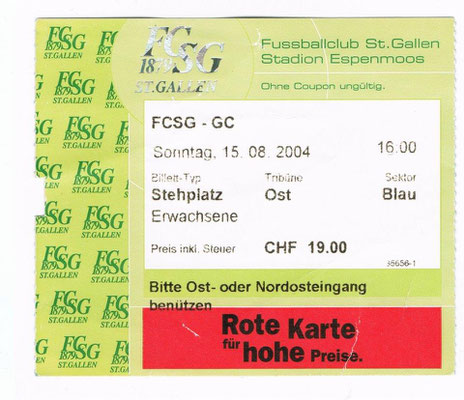 FCSG
1879
ST.GALLEN
Fussballclub St.Gallen
Stadion Espenmoos
Ohne Coupon ungültig.
FCSG - GC
Sonntag, 15.08.2004 16:00
Billett-Typ Tribüne Sektor
Stehplatz Ost Blau
Erwachsene
Preis inkl. Steuer CHF 19.00
Bitte Ost- oder Nordosteingang
benützen
Rote Karte
für hohe Preise.